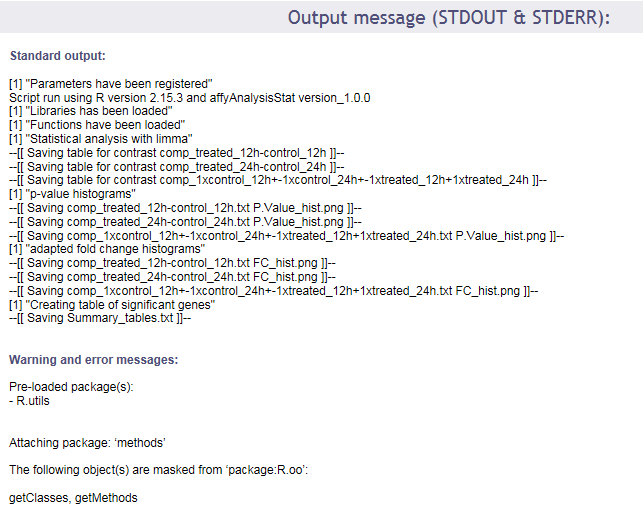 Output message (STDOUT & STDERR):
Standard output:
[1] "Parameters have been registered"
Script run using R version 2.15.3 and affyAnalysisStat version_1.0.0
[1] "Libraries has been loaded"
[1] "Functions have been loaded"
[1] "Statistical analysis with limma"
--[[ Saving table for contrast comp_treated_12h-control_12h ]]--
--[[ Saving table for contrast comp_treated_24h-control_24h ]]--
--[[ Saving table for contrast comp_1xcontrol_12h+-1xcontrol_24h+-1xtreated_12h+1xtreated_24h ]]--
[1] "p-value histograms"
--[[ Saving comp_treated_12h-control_12h.txt P.Value_hist.png ]]--
--[[ Saving comp_treated_24h-control_24h.txt P.Value_hist.png ]]--
--[[ Saving comp_1xcontrol_12h+-1xcontrol_24h+-1xtreated_12h+1xtreated_24h.txt P.Value_hist.png ]]--
[1] "adapted fold change histograms"
--[[ Saving comp_treated_12h-control_12h.txt FC_hist.png ]]--
--[[ Saving comp_treated_24h-control_24h.txt FC_hist.png ]]--
--[[ Saving comp_1xcontrol_12h+-1xcontrol_24h+-1xtreated_12h+1xtreated_24h.txt FC_hist.png ]]--
[1] "Creating table of significant genes"
--[[ Saving Summary_tables.txt ]]--
Warning and error messages:
Pre-loaded package(s):
- R.utils
Attaching package: ‘methods’
The following object(s) are masked from ‘package:R.oo’:
getClasses, getMethods